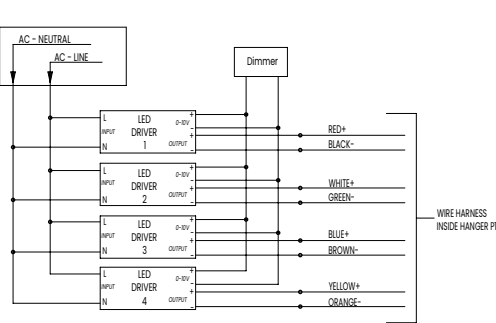 AC - NEUTRAL
AC - LINE
Dimmer
L LED 0-10V +
-
INPUT DRIVER +
N 1 OUTPUT -
RED+
BLACK-
L LED 0-10V +
-
INPUT DRIVER +
N 2 OUTPUT -
WHITE+
GREEN-
L LED 0-10V +
-
INPUT DRIVER +
N 3 OUTPUT -
BLUE+
BROWN-
L LED 0-10V +
-
INPUT DRIVER +
N 4 OUTPUT -
YELLOW+
ORANGE-
WIRE HARNESS
INSIDE HANGER PT